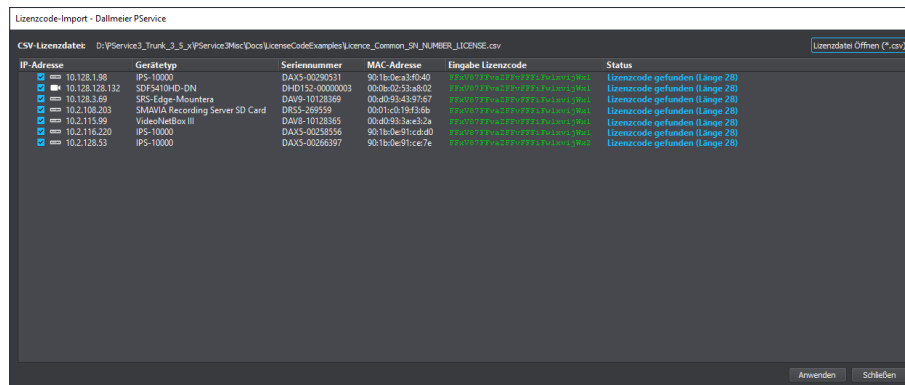 Lizenzcode-Import - Dallmeier PService
CSV-Lizenzdatei: D:\PService3_Trunk_3_5_x\PService3Misc\Docs\LicenseCodeExamples\Licence_Common_SN_NUMBER_LICENSE.csv Lizenzdatei Öffnen (*.csv)
IP-Adresse Gerätetyp Seriennummer MAC-Adresse Eingabe Lizenzcode Status
10.128.1.98 IPS-10000 DAX5-00290531 90:1b:0e:a3:f0:40 Lizenzcode gefunden (Länge 28)
10.128.128.132 SDF5410HD-DN DHD152-00000003 00:0b:02:53:a8:02 Lizenzcode gefunden (Länge 28)
10.128.3.69 SRS-Edge-Mountera DAV9-10128369 00:d0:93:43:97:67 Lizenzcode gefunden (Länge 28)
10.2.108.203 SMAVIA Recording Server SD Card DRS5-269559 00:01:c0:19:f3:6b Lizenzcode gefunden (Länge 28)
10.2.115.99 VideoNetBox III DAV8-10128365 00:d0:93:3a:e3:2a Lizenzcode gefunden (Länge 28)
10.2.116.220 IPS-10000 DAX5-00258556 90:1b:0e:91:cd:d0 Lizenzcode gefunden (Länge 28)
10.2.128.53 IPS-10000 DAX5-00266397 90:1b:0e:91:ce:7e Lizenzcode gefunden (Länge 28)
Anwenden Schließen